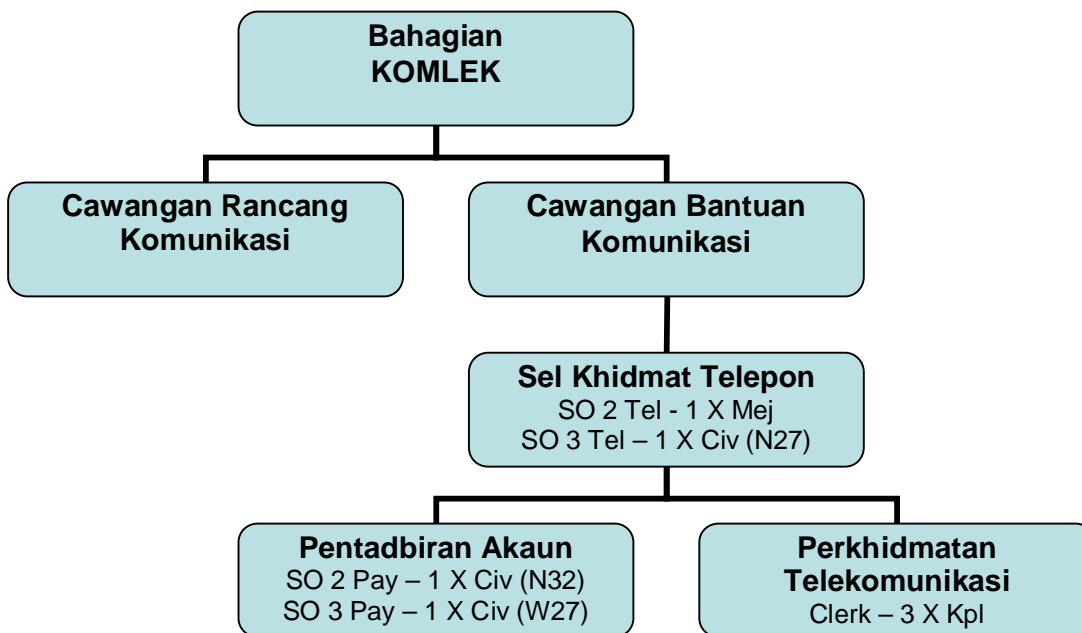 Bahagian
KOMLEK
Cawangan Rancang
Komunikasi
Cawangan Bantuan
Komunikasi
Sel Khidmat Telepon
SO 2 Tel - 1 X Mej
SO 3 Tel – 1 X Civ (N27)
Pentadbiran Akaun
SO 2 Pay – 1 X Civ (N32)
SO 3 Pay – 1 X Civ (W27)
Perkhidmatan
Telekomunikasi
Clerk – 3 X Kpl